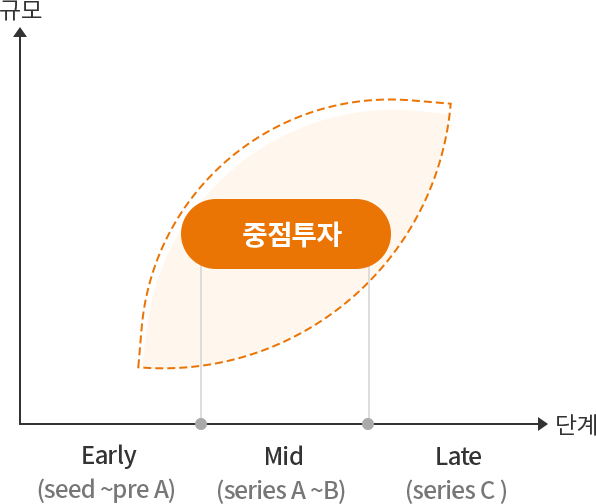 규모
중점투자
단계
Early
(seed ~pre A)
Mid
(series A ~B)
Late
(series C )